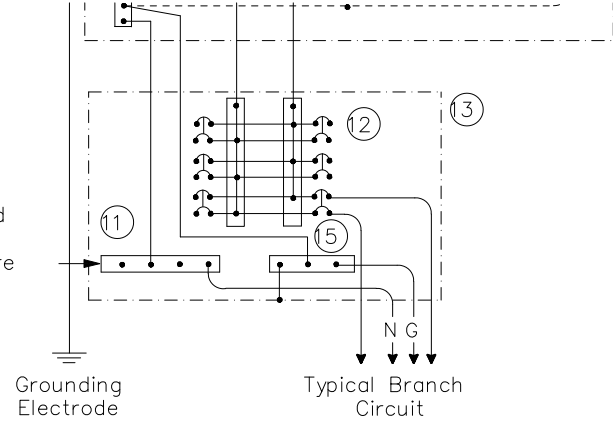 13
12
11
15
N G
Grounding
Electrode
Typical Branch
Circuit